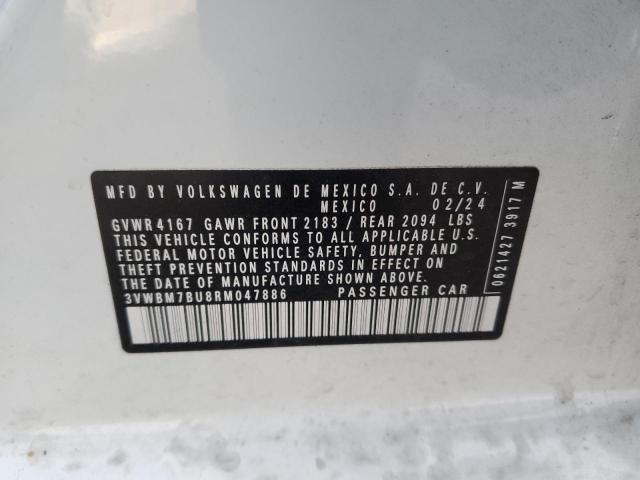 MFD BY VOLKSWAGEN DE MEXICO S.A. DE C.V.
MEXICO 02/24
GVWR 4167 GAWR FRONT 2183 / REAR 2094 LBS
THIS VEHICLE CONFORMS TO ALL APPLICABLE U.S.
FEDERAL MOTOR VEHICLE SAFETY, BUMPER AND
THEFT PREVENTION STANDARDS IN EFFECT ON
THE DATE OF MANUFACTURE SHOWN ABOVE.
3VWBM7BU8RM047886 PASSENGER CAR
0621427 3917 M